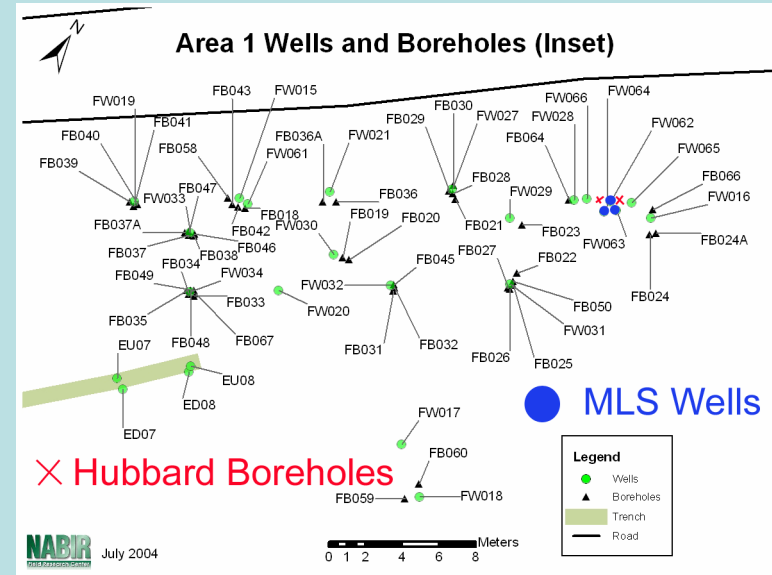 Area 1 Wells and Boreholes (Inset)
FB043 FW015 FW064
FW019 FB030 FW066
FB041 FB029 FW027 FW028 FW062
FB040 FB058 FW061 FB036A FW021 FB064 FW065
FB039 FB066
FW033 FB047 FB028 FW016
FB018 FB036 FW029
FB037A FB042 FB019 FB020 FB021 FB023
FW030 FW063
FB037 FB038 FB046 FB027 FB024A
FB034 FB045 FB022
FB049 FW034 FW032 FB024
FB033 FB050
FB035 FW020 FW031
FB048 FB067 FB031 FB032 FB026 FB025
EU07
EU08
MLS Wells
ED08
ED07 FW017
Hubbard Boreholes
FB060
FB059 FW018
Legend
Wells
Boreholes
Trench
Road
NABIR
Field Research Center
July 2004
Meters
0 1 2 4 6 8